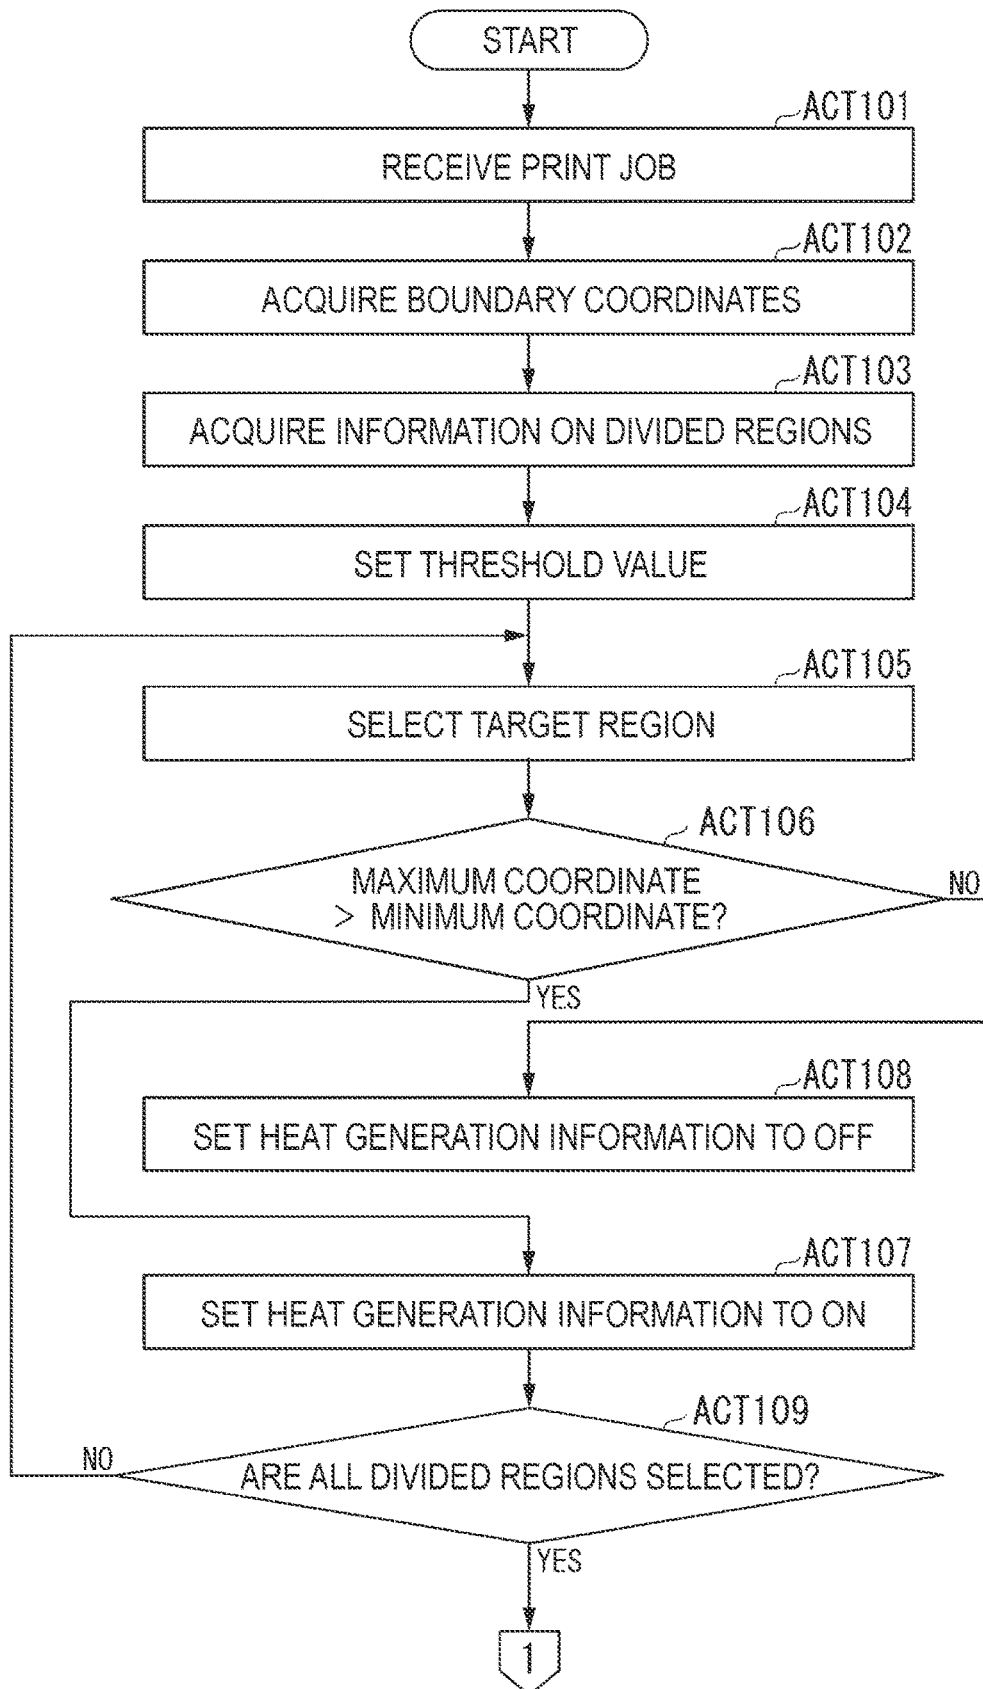 START
ACT101
RECEIVE PRINT JOB
ACT102
ACQUIRE BOUNDARY COORDINATES
ACT103
ACQUIRE INFORMATION ON DIVIDED REGIONS
ACT104
SET THRESHOLD VALUE
ACT105
SELECT TARGET REGION
ACT106
MAXIMUM COORDINATE
> MINIMUM COORDINATE?
NO
YES
ACT108
SET HEAT GENERATION INFORMATION TO OFF
ACT107
SET HEAT GENERATION INFORMATION TO ON
ACT109
NO
ARE ALL DIVIDED REGIONS SELECTED?
YES
1